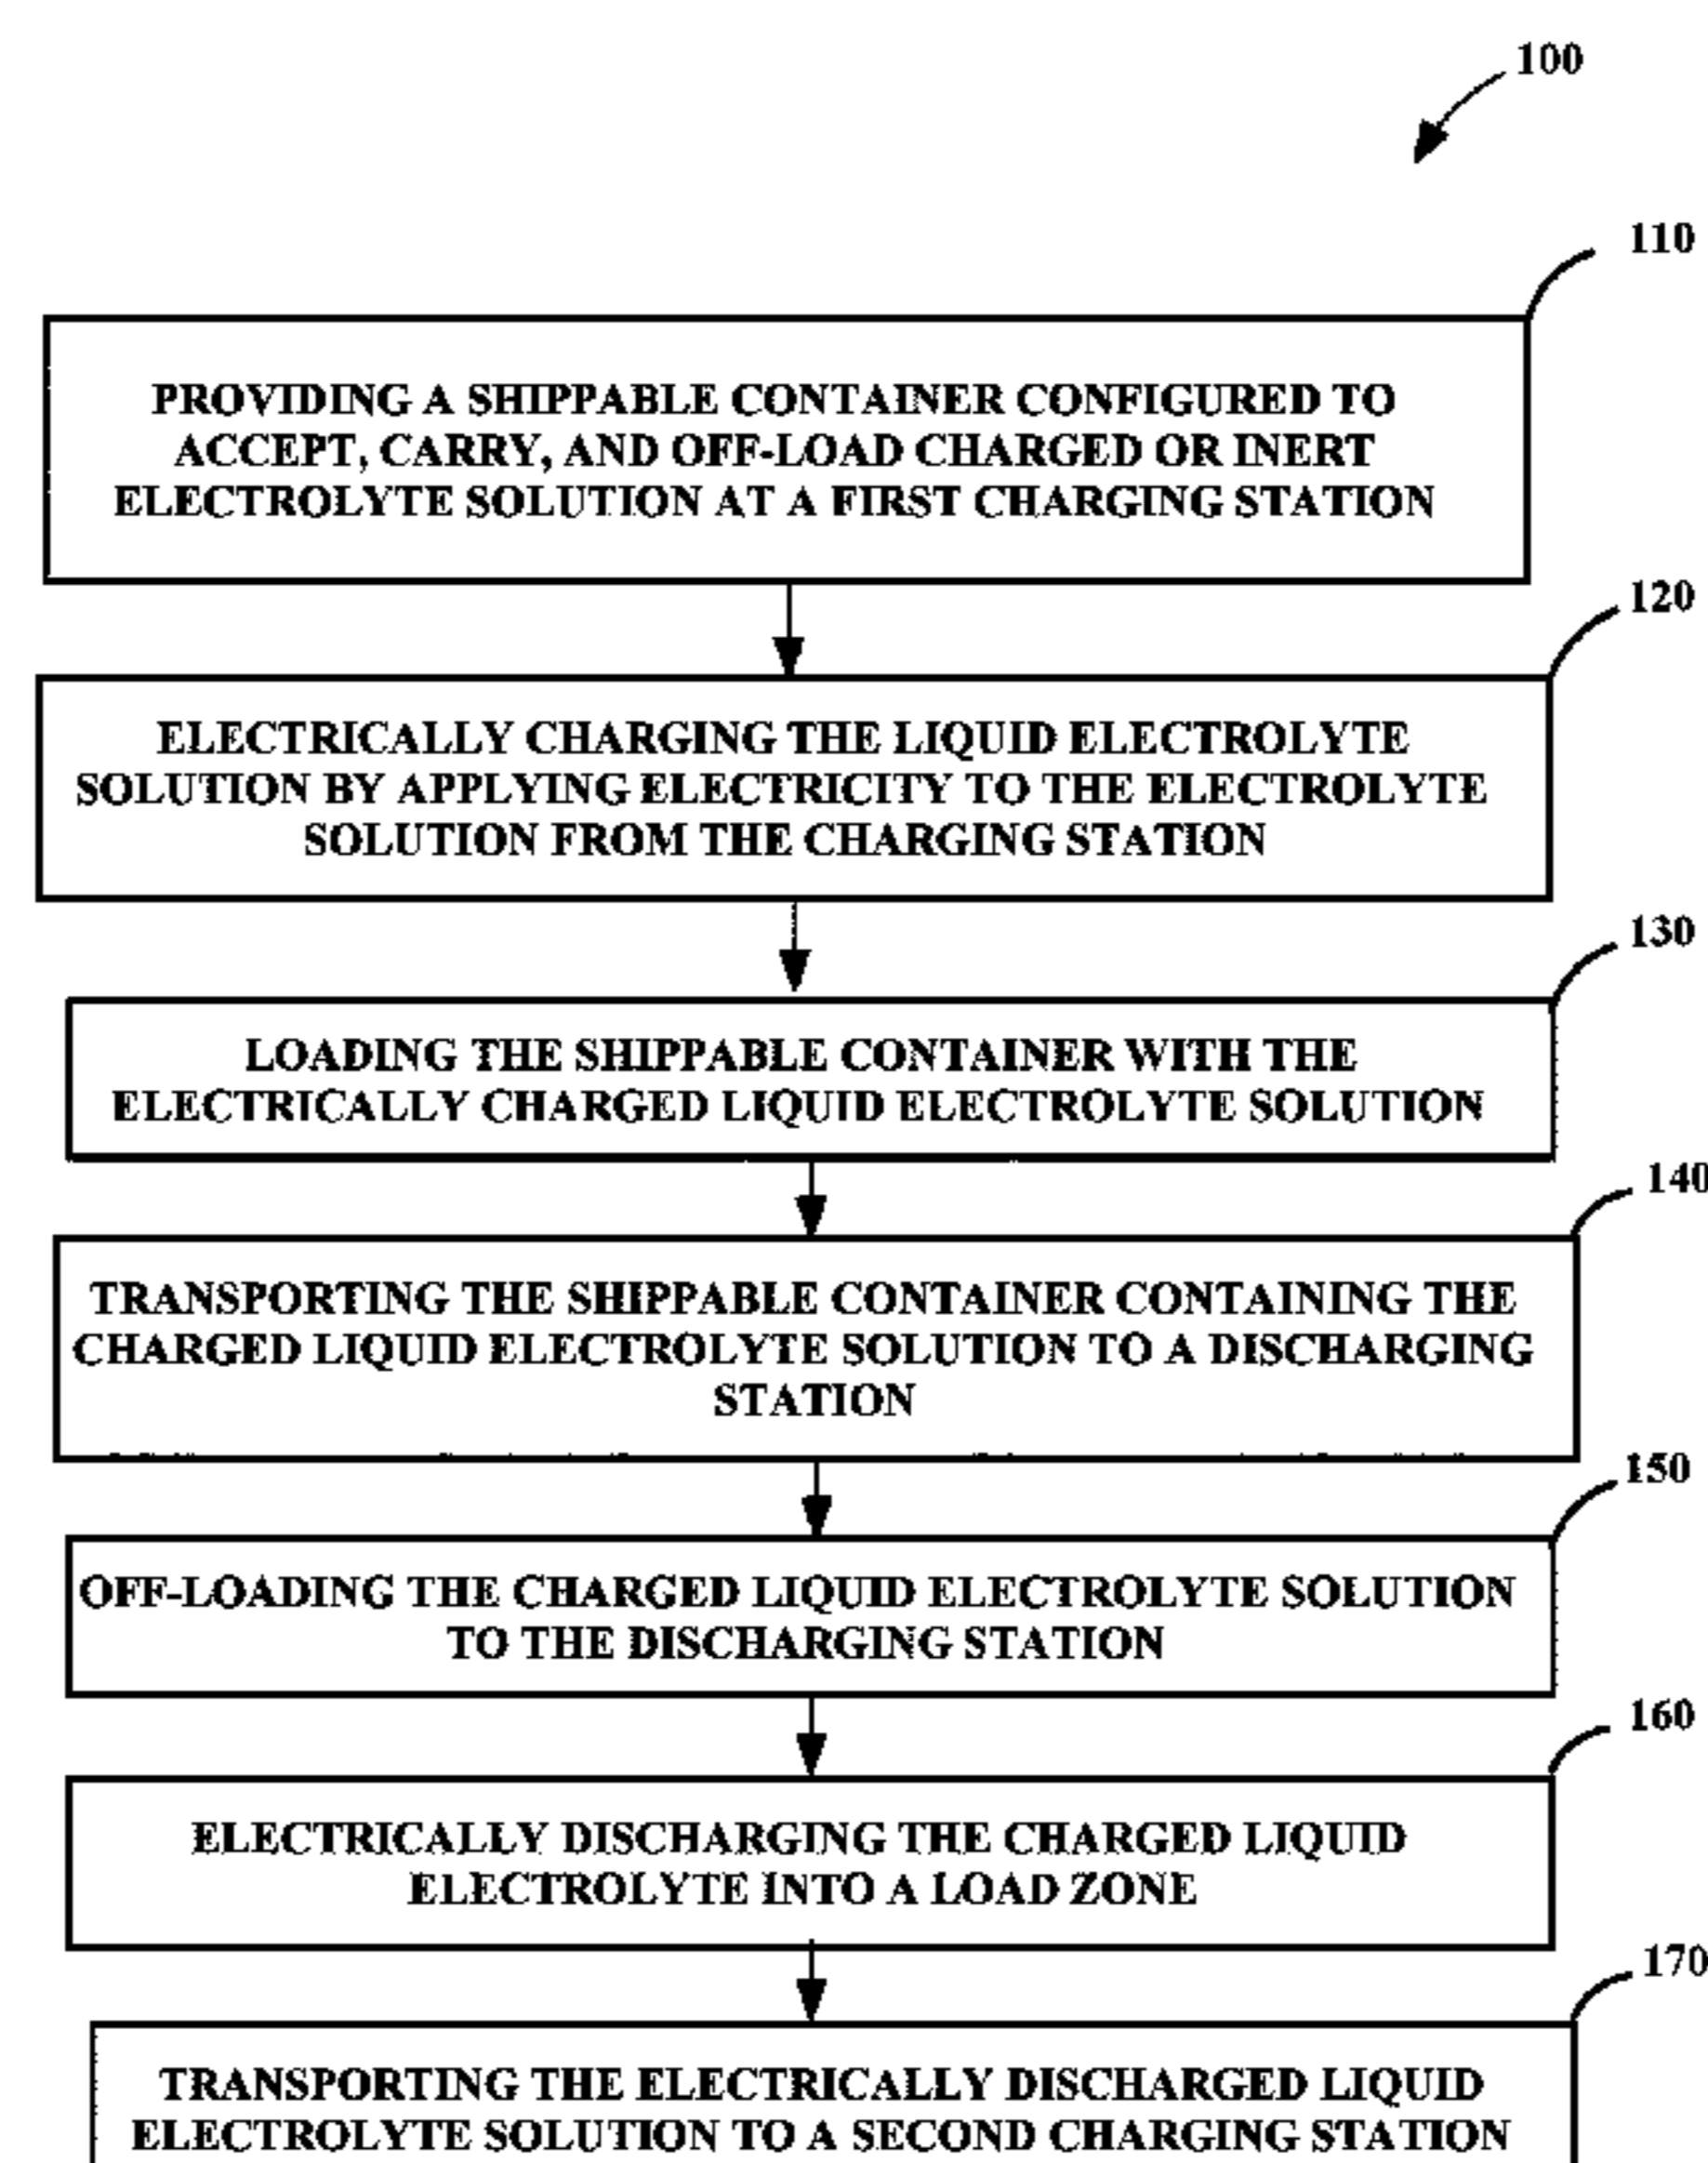 100
110
PROVIDING A SHIPPABLE CONTAINER CONFIGURED TO
ACCEPT, CARRY, AND OFF-LOAD CHARGED OR INERT
ELECTROLYTE SOLUTION AT A FIRST CHARGING STATION
120
ELECTRICALLY CHARGING THE LIQUID ELECTROLYTE
SOLUTION BY APPLYING ELECTRICITY TO THE ELECTROLYTE
SOLUTION FROM THE CHARGING STATION
130
LOADING THE SHIPPABLE CONTAINER WITH THE
ELECTRICALLY CHARGED LIQUID ELECTROLYTE SOLUTION
140
TRANSPORTING THE SHIPPABLE CONTAINER CONTAINING THE
CHARGED LIQUID ELECTROLYTE SOLUTION TO A DISCHARGING
STATION
150
OFF-LOADING THE CHARGED LIQUID ELECTROLYTE SOLUTION
TO THE DISCHARGING STATION
160
ELECTRICALLY DISCHARGING THE CHARGED LIQUID
ELECTROLYTE INTO A LOAD ZONE
170
TRANSPORTING THE ELECTRICALLY DISCHARGED LIQUID
ELECTROLYTE SOLUTION TO A SECOND CHARGING STATION